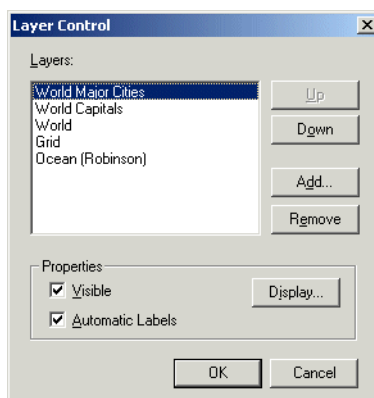 Layer Control
Layers:
World Major Cities
World Capitals
World
Grid
Ocean (Robinson)
Up
Down
Add...
Remove
Properties
Visible
Display...
Automatic Labels
OK
Cancel